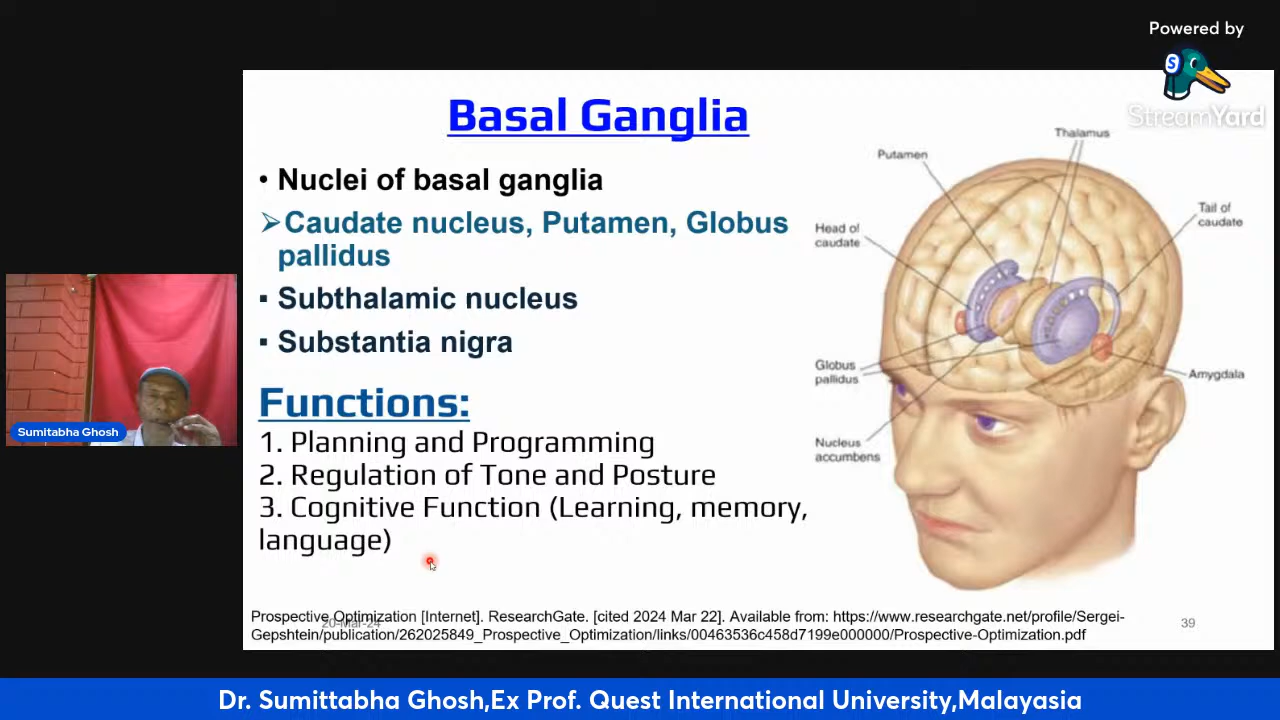 Powered by
S
StreamYard
Basal Ganglia
• Nuclei of basal ganglia
➢Caudate nucleus, Putamen, Globus
pallidus
▪ Subthalamic nucleus
▪ Substantia nigra
Functions:
1. Planning and Programming
2. Regulation of Tone and Posture
3. Cognitive Function (Learning, memory,
language)
Thalamus
Putamen
Tail of
caudate
Head of
caudate
Globus
pallidus
Amygdala
Nucleus
accumbens
Sumitabha Ghosh
Prospective Optimization [Internet]. ResearchGate. [cited 2024 Mar 22]. Available from: https://www.researchgate.net/profile/Sergei-
20-Mar-24
39
Gepshtein/publication/262025849_Prospective_Optimization/links/00463536c458d7199e000000/Prospective-Optimization.pdf
Dr. Sumittabha Ghosh,Ex Prof. Quest International University,Malayasia